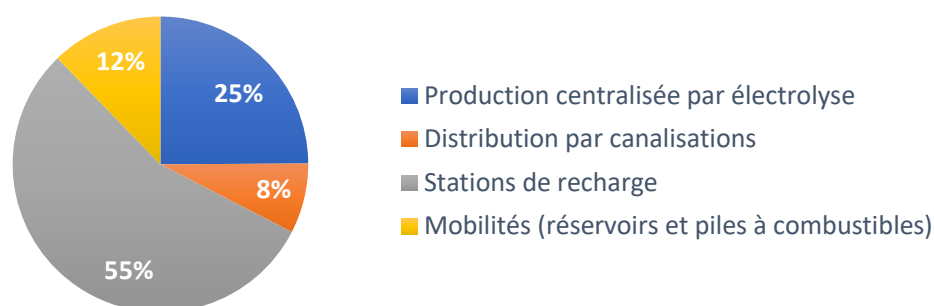 12%
25%
8%
55%
Production centralisée par électrolyse
Distribution par canalisations
Stations de recharge
Mobilités (réservoirs et piles à combustibles)